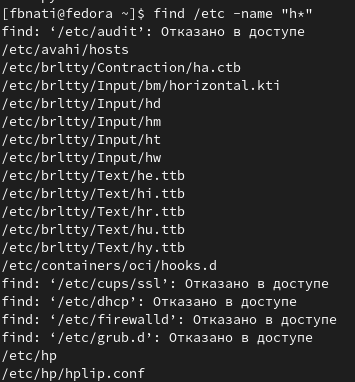 [fbnati@fedora ~]$ find /etc -name "h*"
find: ‘/etc/audit’: Отказано в доступе
/etc/avahi/hosts
/etc/brltty/Contraction/ha.ctb
/etc/brltty/Input/bm/horizontal.kti
/etc/brltty/Input/hd
/etc/brltty/Input/hm
/etc/brltty/Input/ht
/etc/brltty/Input/hw
/etc/brltty/Text/he.ttb
/etc/brltty/Text/hi.ttb
/etc/brltty/Text/hr.ttb
/etc/brltty/Text/hu.ttb
/etc/brltty/Text/hy.ttb
/etc/containers/oci/hooks.d
find: ‘/etc/cups/ssl’: Отказано в доступе
find: ‘/etc/dhcp’: Отказано в доступе
find: ‘/etc/firewalld’: Отказано в доступе
find: ‘/etc/grub.d’: Отказано в доступе
/etc/hp
/etc/hp/hplip.conf